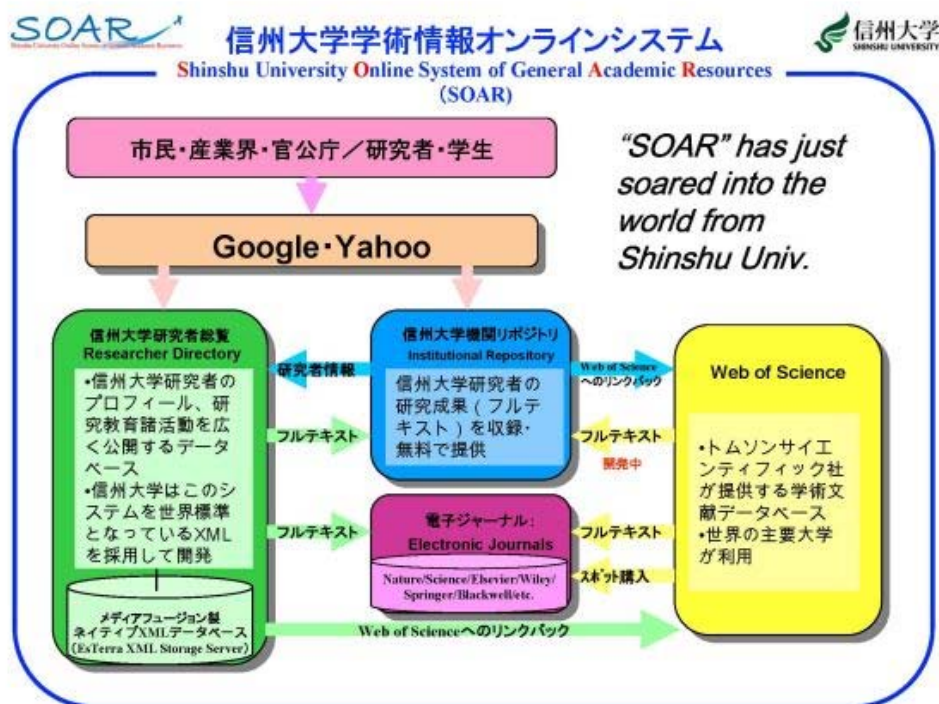 SOAR
Shinshu University Online System of General Academic Resources
信州大学学術情報オンラインシステム
信州大学
SHINSHU UNIVERSITY
Shinshu University Online System of General Academic Resources
(SOAR)
市民・産業界・官公庁／研究者・学生
"SOAR" has just
soared into the
world from
Shinshu Univ.
Google・Yahoo
信州大学研究者総覧
Researcher Directory
•信州大学研究者の
プロフィール、研
究教育諸活動を広
く公開するデータ
ベース
•信州大学はこのシ
ステムを世界標準
となっているXML
を採用して開発
メディアフュージョン製
ネイティブXMLデータベース
(EsTerra XML Storage Server)
研究者情報
フルテキスト
フルテキスト
信州大学機関リポジトリ
Institutional Repository
信州大学研究者の
研究成果（フルテ
キスト）を収録・
無料で提供
電子ジャーナル：
Electronic Journals
Nature/Science/Elsevier/Wiley/
Springer/Blackwell/etc.
Web of Science
へのリンクバック
フルテキスト
開発中
フルテキスト
スポット購入
Web of Scienceへのリンクバック
Web of Science
•トムソンサイエ
ンティフィック社
が提供する学術文
献データベース
•世界の主要大学
が利用